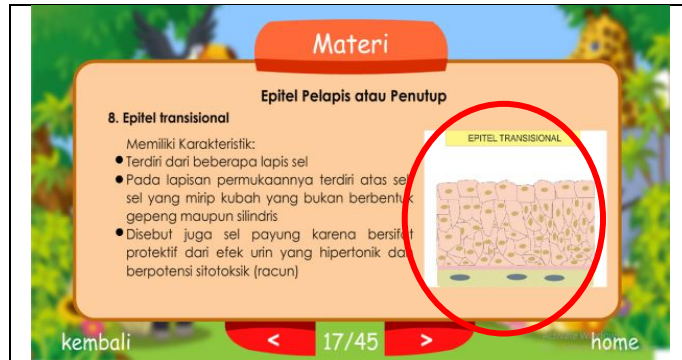 Materi
Epitel Pelapis atau Penutup
8. Epitel transisional
Memiliki Karakteristik:
Terdiri dari beberapa lapis sel
Pada lapisan permukaannya terdiri atas sel
sel yang mirip kubah yang bukan berbentuk
gepeng maupun silindris
Disebut juga sel payung karena bersifat
protektif dari efek urin yang hipertonik dan
berpotensi sitotoksik (racun)
EPITEL TRANSISIONAL
kembali
< 17/45 >
home